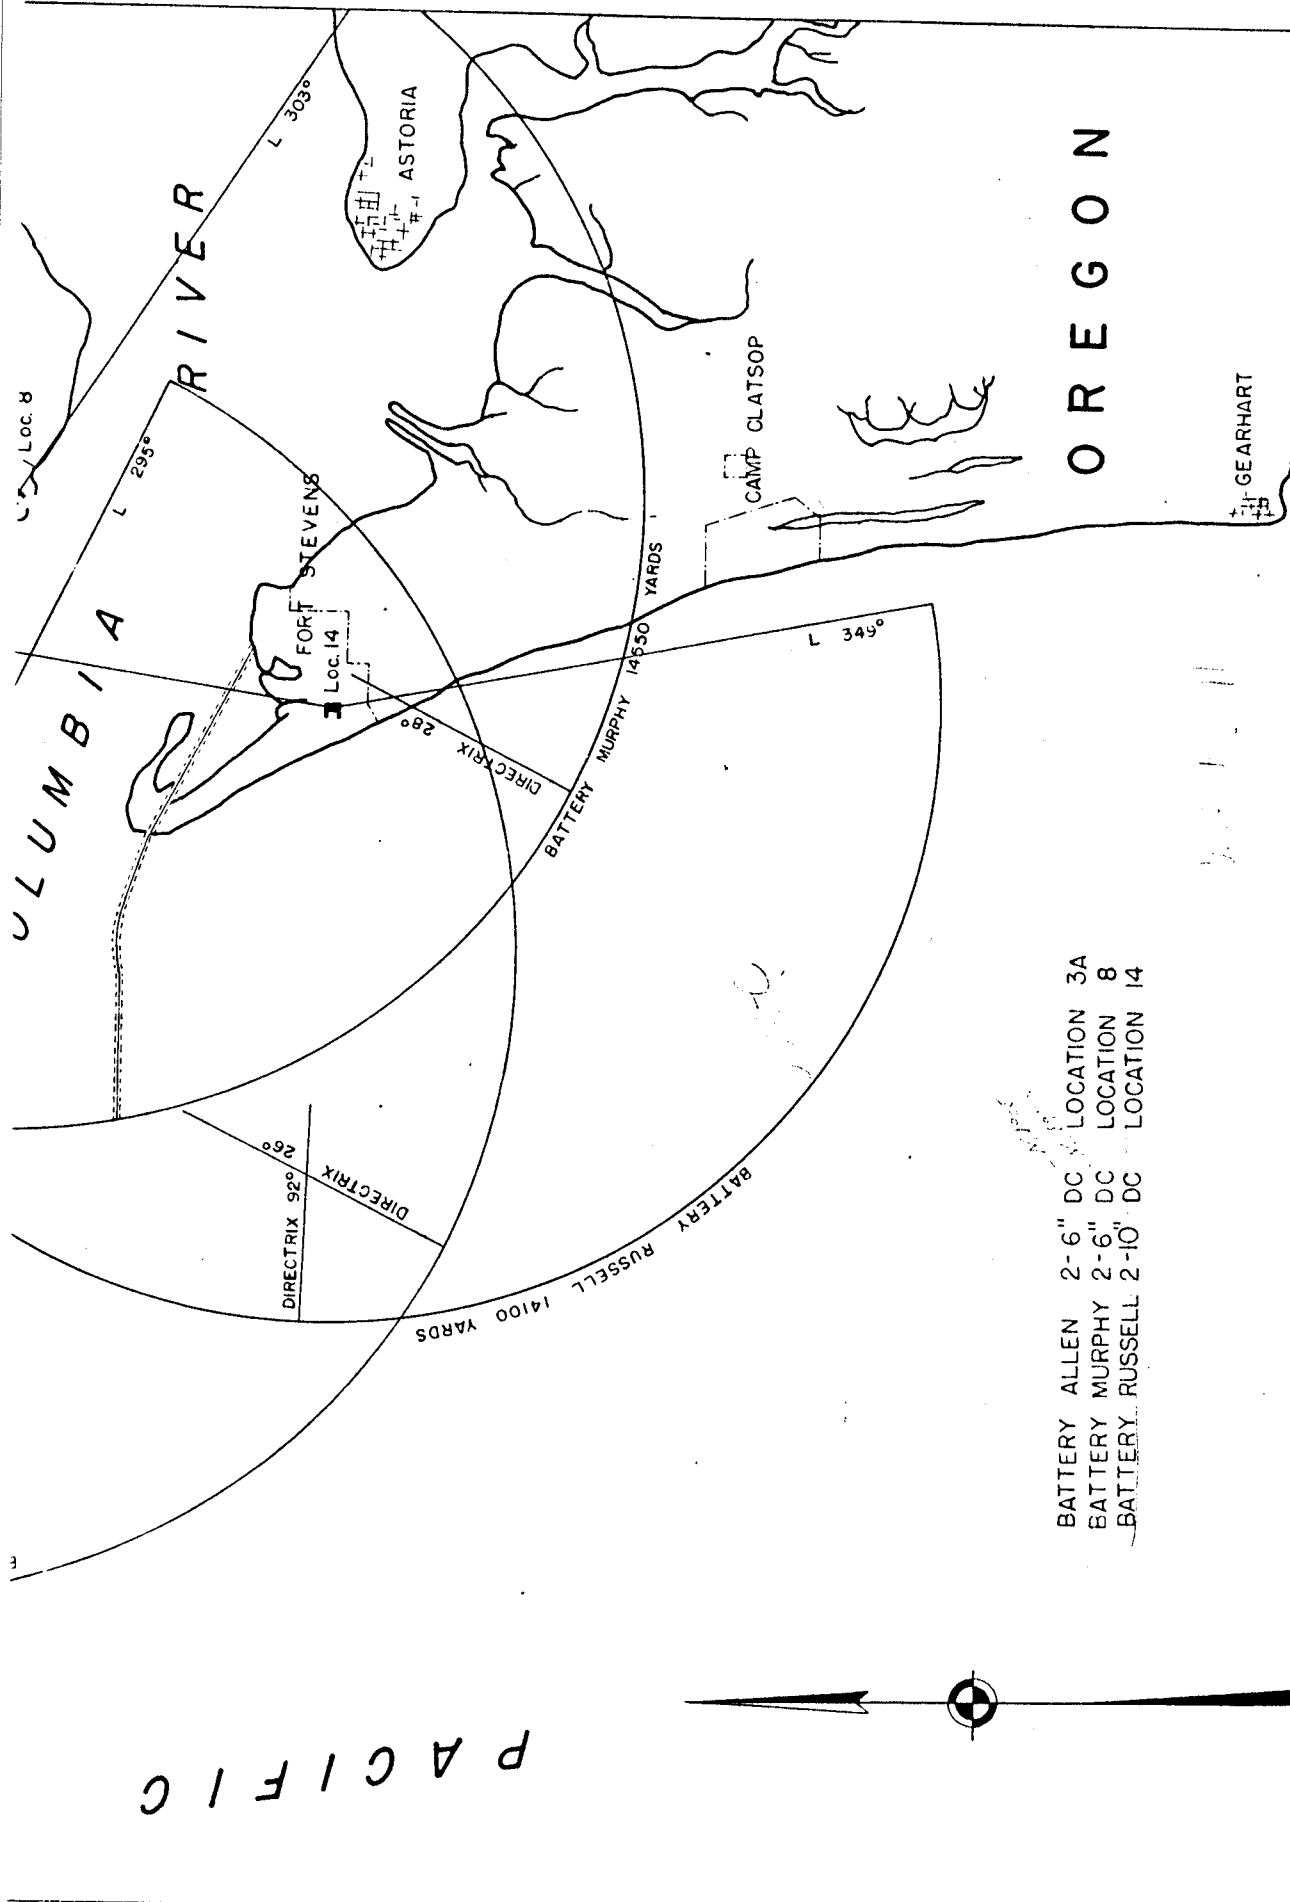 Loc. 8
L 303°
RIVER
ASTORIA
L 295°
OLUMBIA
FORT STEVENS
Loc. 14
CAMP CLATSOP
OREGON
GEARHART
L 349°
28°
DIRECTRIX
BATTERY MURPHY 14550 YARDS
DIRECTRIX 92°
26°
DIRECTRIX
BATTERY RUSSELL 14100 YARDS
BATTERY ALLEN 2-6" DC LOCATION 3A
BATTERY MURPHY 2-6" DC LOCATION 8
BATTERY RUSSELL 2-10" DC LOCATION 14
PACIFIC